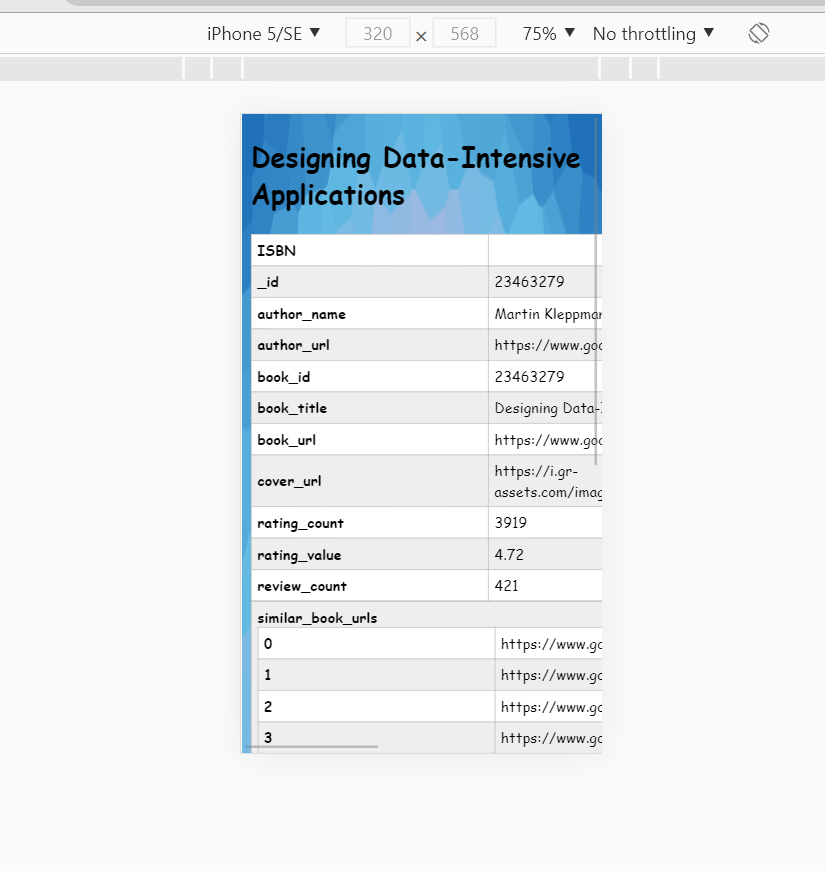 iPhone 5/SE ▼ 320 × 568 75% ▼ No throttling ▼
Designing Data-Intensive
Applications
ISBN
_id 23463279
author_name Martin Kleppmar
author_url https://www.goo
book_id 23463279
book_title Designing Data-I
book_url https://www.goo
cover_url https://i.gr-
assets.com/imag
rating_count 3919
rating_value 4.72
review_count 421
similar_book_urls
0 https://www.go
1 https://www.go
2 https://www.go
3 https://www.go